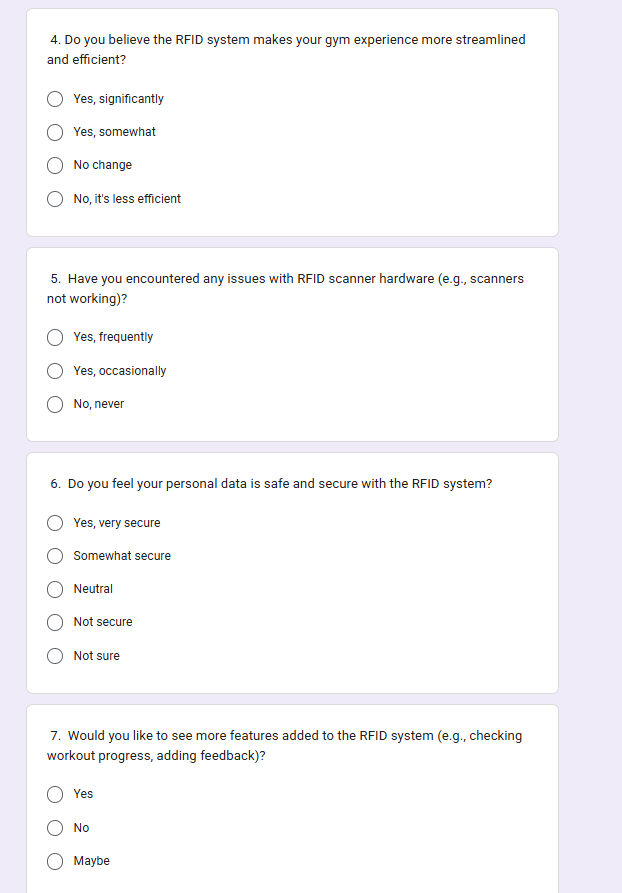 4. Do you believe the RFID system makes your gym experience more streamlined
and efficient?
Yes, significantly
Yes, somewhat
No change
No, it's less efficient
5. Have you encountered any issues with RFID scanner hardware (e.g., scanners
not working)?
Yes, frequently
Yes, occasionally
No, never
6. Do you feel your personal data is safe and secure with the RFID system?
Yes, very secure
Somewhat secure
Neutral
Not secure
Not sure
7. Would you like to see more features added to the RFID system (e.g., checking
workout progress, adding feedback)?
Yes
No
Maybe